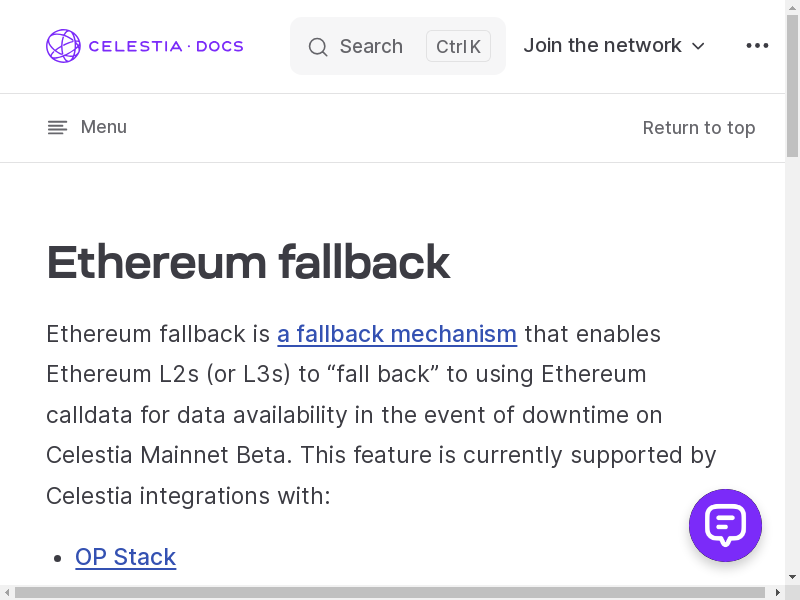 CELESTIA · DOCS
Search
Ctrl K
Join the network
Menu
Return to top
Ethereum fallback
Ethereum fallback is a fallback mechanism that enables
Ethereum L2s (or L3s) to “fall back” to using Ethereum
calldata for data availability in the event of downtime on
Celestia Mainnet Beta. This feature is currently supported by
Celestia integrations with:
• OP Stack